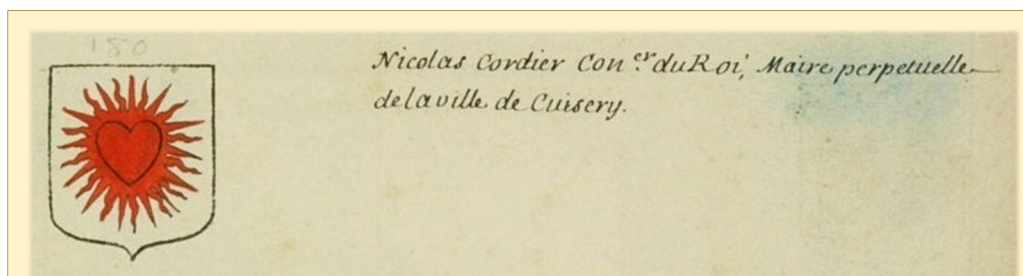 180
Nicolas Cordier Con.er du Roi, Maire perpetuelle
de la ville de Cuisery.